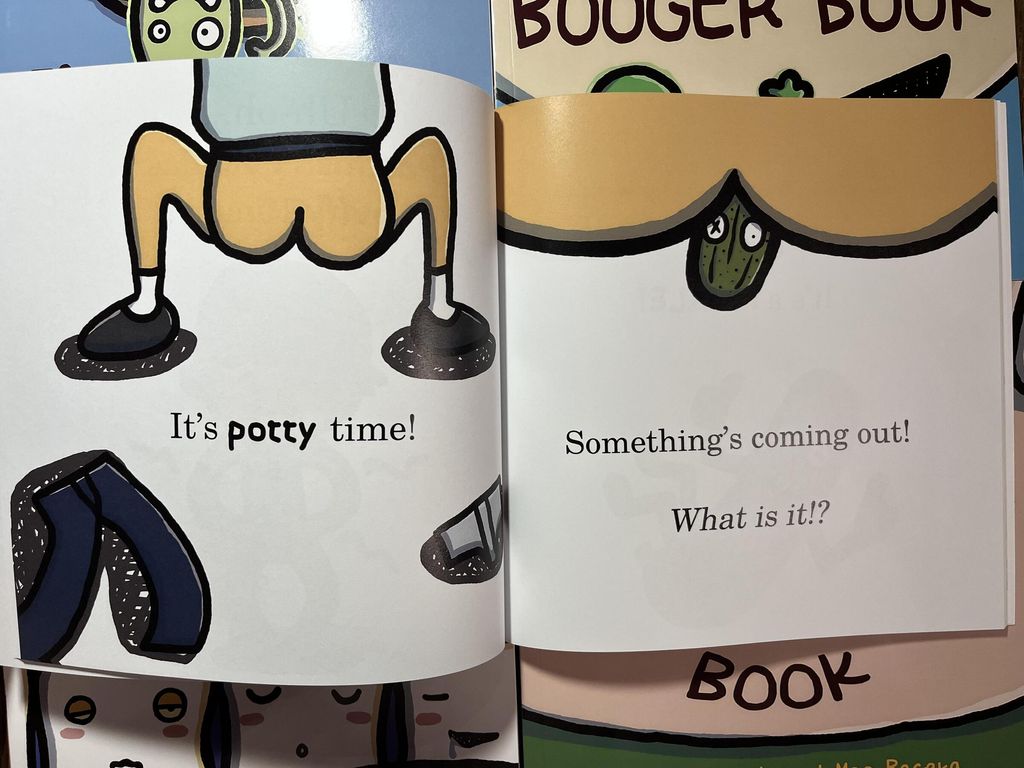 BOOGER BOOK
It's potty time!
Something's coming out!
What is it!?
BOOK